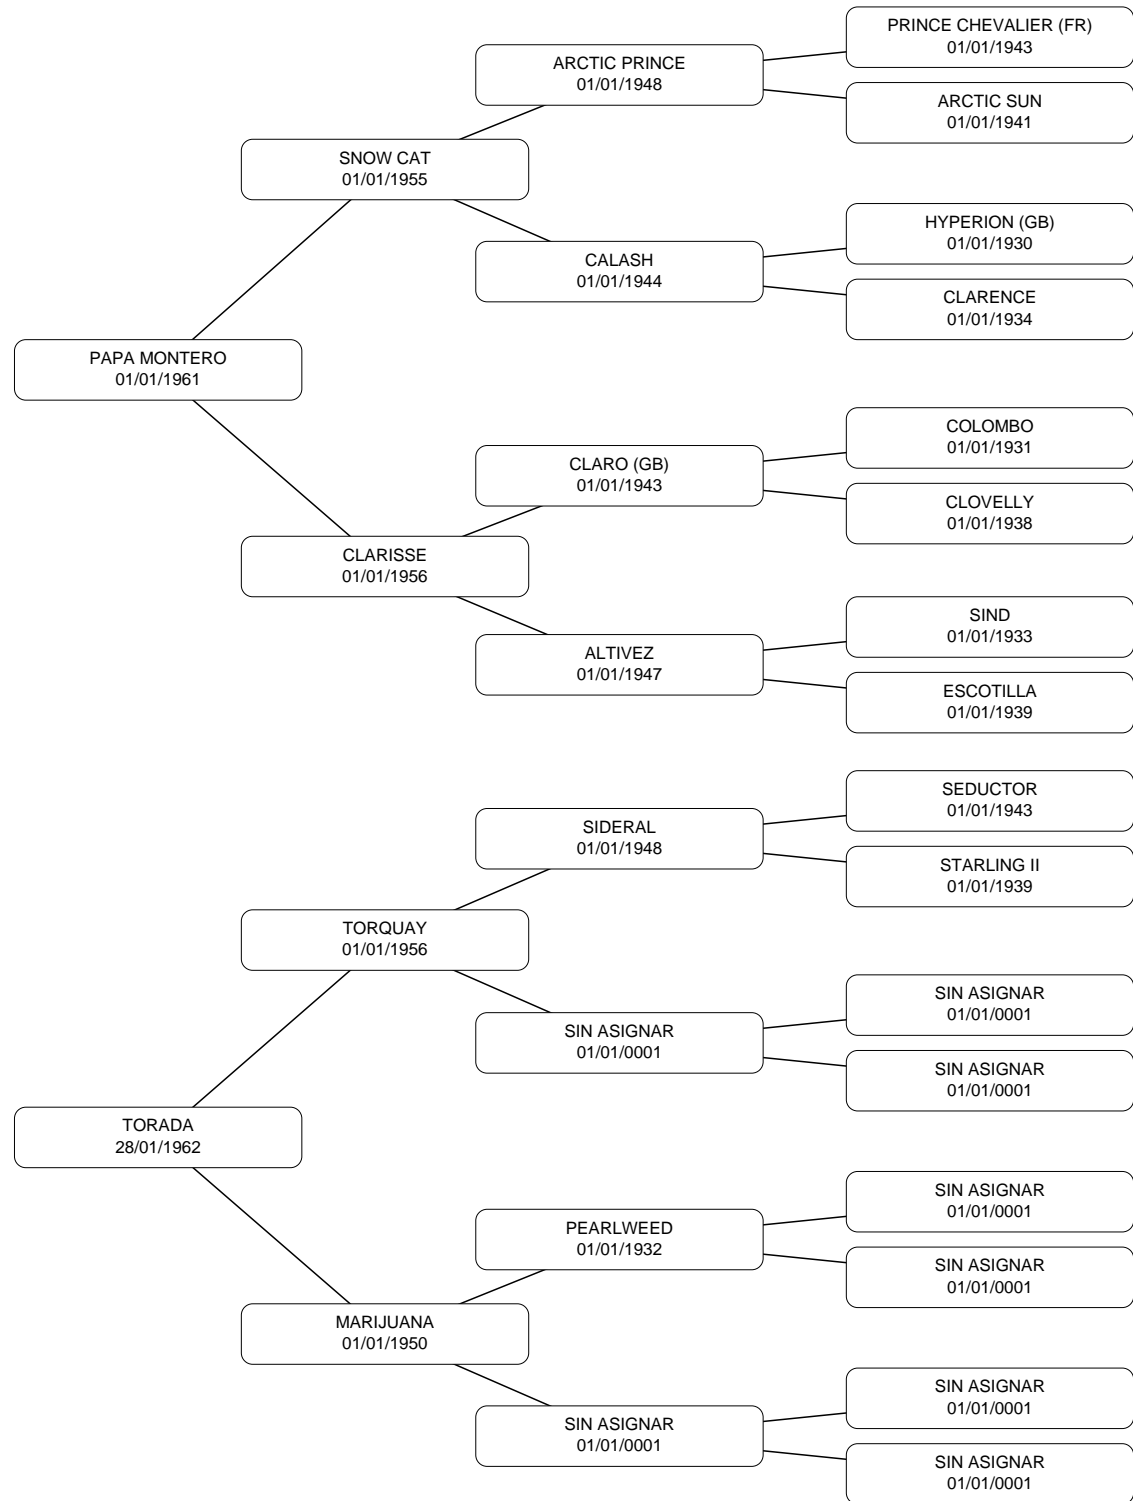 PRINCE CHEVALIER (FR)
01/01/1943
ARCTIC PRINCE
01/01/1948
ARCTIC SUN
01/01/1941
SNOW CAT
01/01/1955
HYPERION (GB)
01/01/1930
CALASH
01/01/1944
CLARENCE
01/01/1934
PAPA MONTERO
01/01/1961
COLOMBO
01/01/1931
CLARO (GB)
01/01/1943
CLOVELLY
01/01/1938
CLARISSE
01/01/1956
SIND
01/01/1933
ALTIVEZ
01/01/1947
ESCOTILLA
01/01/1939
SEDUCTOR
01/01/1943
SIDERAL
01/01/1948
STARLING II
01/01/1939
TORQUAY
01/01/1956
SIN ASIGNAR
01/01/0001
SIN ASIGNAR
01/01/0001
SIN ASIGNAR
01/01/0001
TORADA
28/01/1962
SIN ASIGNAR
01/01/0001
PEARLWEED
01/01/1932
SIN ASIGNAR
01/01/0001
MARIJUANA
01/01/1950
SIN ASIGNAR
01/01/0001
SIN ASIGNAR
01/01/0001
SIN ASIGNAR
01/01/0001